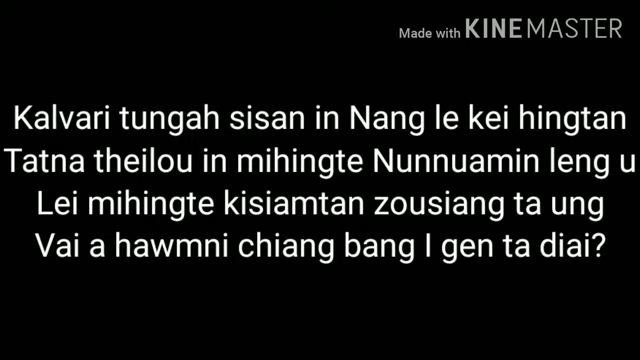 Made with KINEMASTER
Kalvari tungah sisan in Nang le kei hingtan
Tatna theilou in mihingte Nunnuamin leng u
Lei mihingte kisiamtan zousiang ta ung
Vai a hawmni chiang bang I gen ta diai?